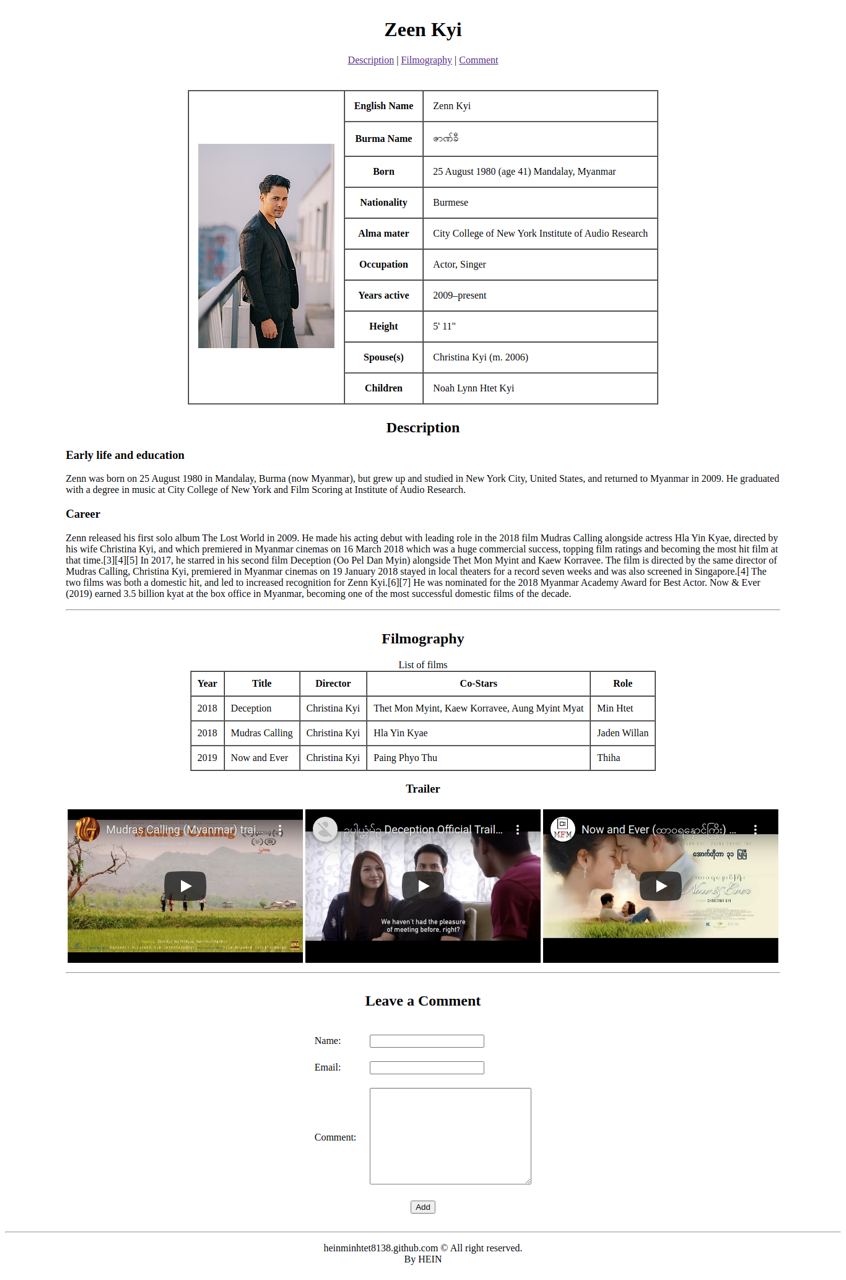 Zeen Kyi
Description | Filmography | Comment
English Name Zenn Kyi
Burma Name ဇာဏ်ခီ
Born 25 August 1980 (age 41) Mandalay, Myanmar
Nationality Burmese
Alma mater City College of New York Institute of Audio Research
Occupation Actor, Singer
Years active 2009–present
Height 5' 11"
Spouse(s) Christina Kyi (m. 2006)
Children Noah Lynn Htet Kyi
Description
Early life and education
Zenn was born on 25 August 1980 in Mandalay, Burma (now Myanmar), but grew up and studied in New York City, United States, and returned to Myanmar in 2009. He graduated
with a degree in music at City College of New York and Film Scoring at Institute of Audio Research.
Career
Zenn released his first solo album The Lost World in 2009. He made his acting debut with leading role in the 2018 film Mudras Calling alongside actress Hla Yin Kyae, directed by
his wife Christina Kyi, and which premiered in Myanmar cinemas on 16 March 2018 which was a huge commercial success, topping film ratings and becoming the most hit film at
that time.[3][4][5] In 2017, he starred in his second film Deception (Oo Pel Dan Myin) alongside Thet Mon Myint and Kaew Korravee. The film is directed by the same director of
Mudras Calling, Christina Kyi, premiered in Myanmar cinemas on 19 January 2018 stayed in local theaters for a record seven weeks and was also screened in Singapore.[4] The
two films was both a domestic hit, and led to increased recognition for Zenn Kyi.[6][7] He was nominated for the 2018 Myanmar Academy Award for Best Actor. Now & Ever
(2019) earned 3.5 billion kyat at the box office in Myanmar, becoming one of the most successful domestic films of the decade.
Filmography
List of films
Year Title Director Co-Stars Role
2018 Deception Christina Kyi Thet Mon Myint, Kaew Korravee, Aung Myint Myat Min Htet
2018 Mudras Calling Christina Kyi Hla Yin Kyae Jaden Willan
2019 Now and Ever Christina Kyi Paing Phyo Thu Thiha
Trailer
Mudras Calling (Myanmar) trai...
Deception Official Trail...
We haven't had the pleasure
of meeting before, right?
MFM
Now and Ever (ထာဝရနှောင်ကြိုး) ...
Leave a Comment
Name:
Email:
Comment:
Add
heinminhtet8138.github.com © All right reserved.
By HEIN